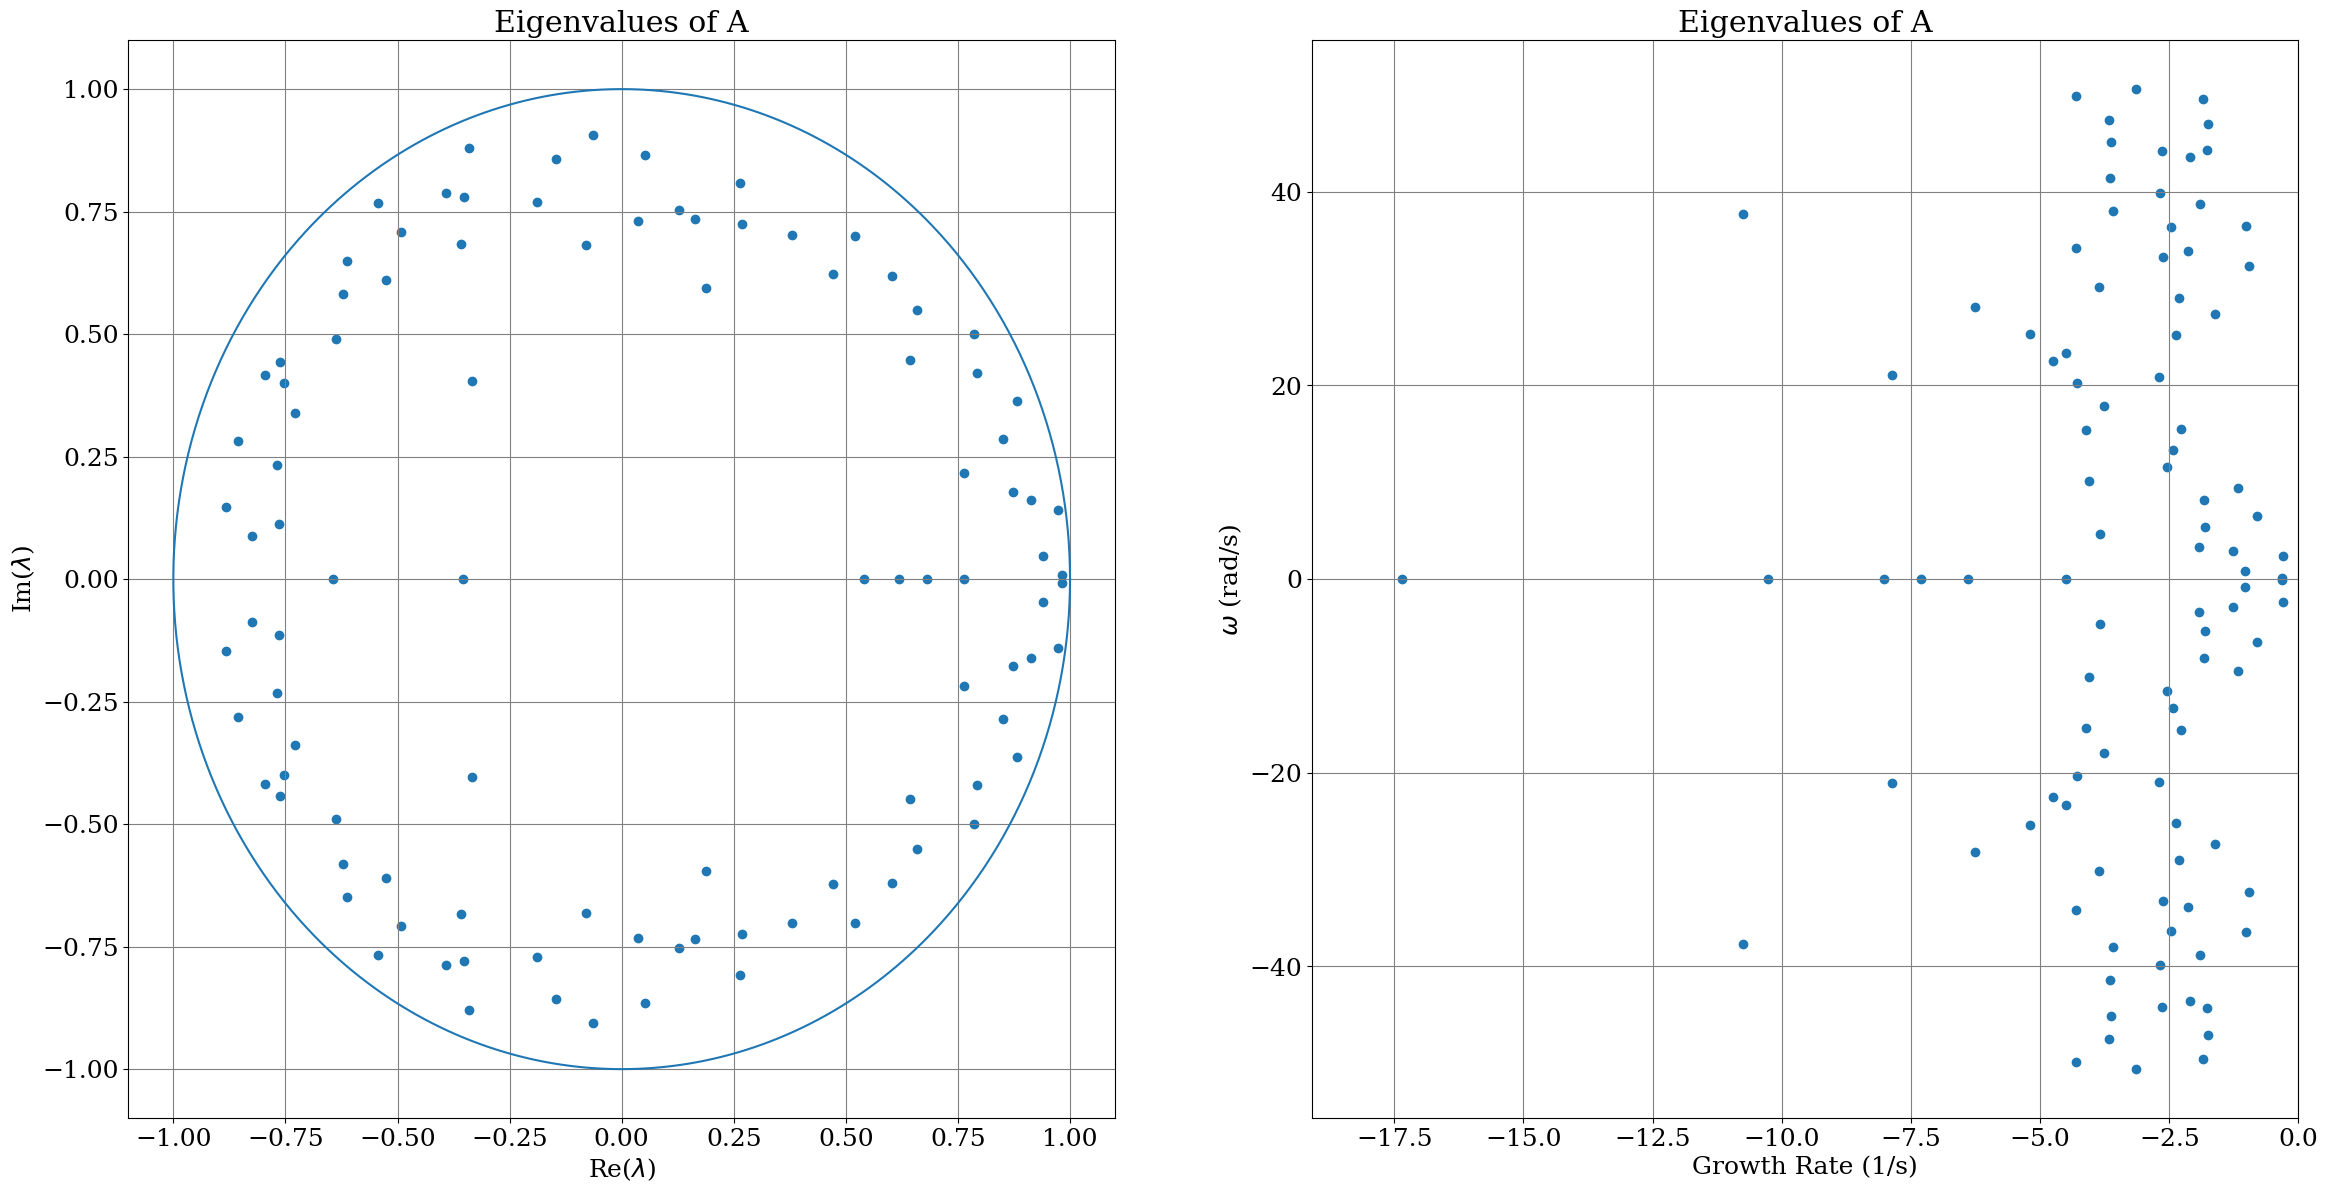 Eigenvalues of A
1.00
0.75
0.50
0.25
0.00
−0.25
−0.50
−0.75
−1.00
Im(λ)
−1.00 −0.75 −0.50 −0.25 0.00 0.25 0.50 0.75 1.00
Re(λ)
Eigenvalues of A
40
20
0
−20
−40
ω (rad/s)
−17.5 −15.0 −12.5 −10.0 −7.5 −5.0 −2.5 0.0
Growth Rate (1/s)